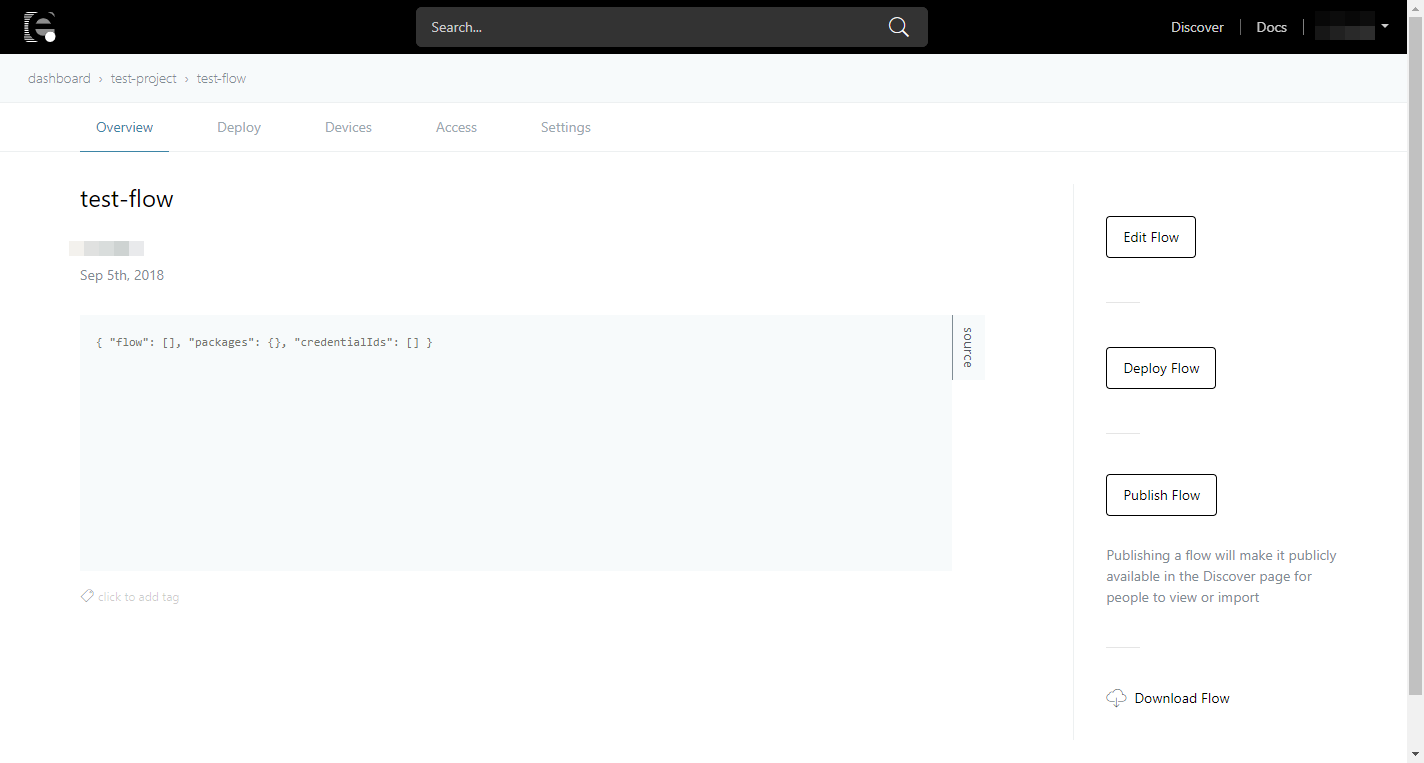 Search...
Discover
Docs
dashboard › test-project › test-flow
Overview
Deploy
Devices
Access
Settings
test-flow
Sep 5th, 2018
{ "flow": [], "packages": {}, "credentialIds": [] }
source
click to add tag
Edit Flow
Deploy Flow
Publish Flow
Publishing a flow will make it publicly
available in the Discover page for
people to view or import
Download Flow